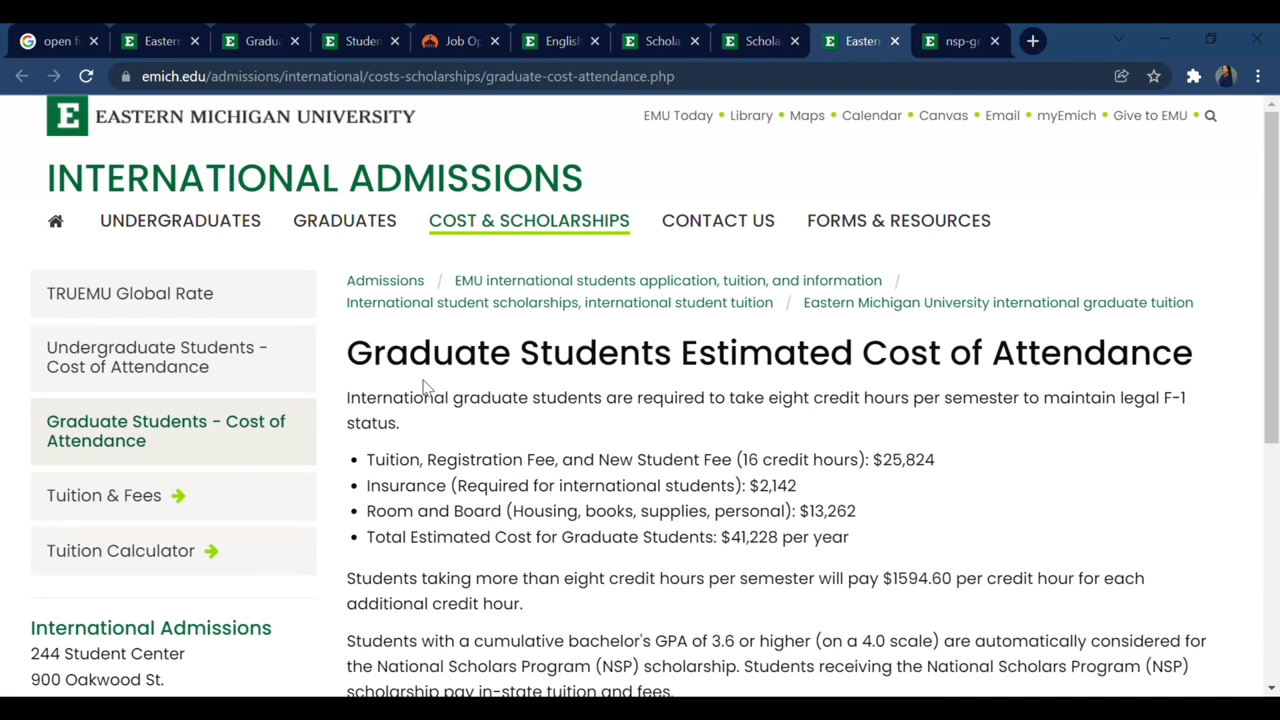 open f
Eastern
Gradu
Studen
Job Op
English
Schola
Schola
Eastern
nsp-gr
emich.edu/admissions/international/costs-scholarships/graduate-cost-attendance.php
E EASTERN MICHIGAN UNIVERSITY
EMU Today • Library • Maps • Calendar • Canvas • Email • myEmich • Give to EMU •
INTERNATIONAL ADMISSIONS
UNDERGRADUATES GRADUATES COST & SCHOLARSHIPS CONTACT US FORMS & RESOURCES
TRUEMU Global Rate
Undergraduate Students -
Cost of Attendance
Graduate Students - Cost of
Attendance
Tuition & Fees
Tuition Calculator
International Admissions
244 Student Center
900 Oakwood St.
Admissions / EMU international students application, tuition, and information /
International student scholarships, international student tuition / Eastern Michigan University international graduate tuition
Graduate Students Estimated Cost of Attendance
International graduate students are required to take eight credit hours per semester to maintain legal F-1
status.
• Tuition, Registration Fee, and New Student Fee (16 credit hours): $25,824
• Insurance (Required for international students): $2,142
• Room and Board (Housing, books, supplies, personal): $13,262
• Total Estimated Cost for Graduate Students: $41,228 per year
Students taking more than eight credit hours per semester will pay $1594.60 per credit hour for each
additional credit hour.
Students with a cumulative bachelor's GPA of 3.6 or higher (on a 4.0 scale) are automatically considered for
the National Scholars Program (NSP) scholarship. Students receiving the National Scholars Program (NSP)
scholarship pay in-state tuition and fees.